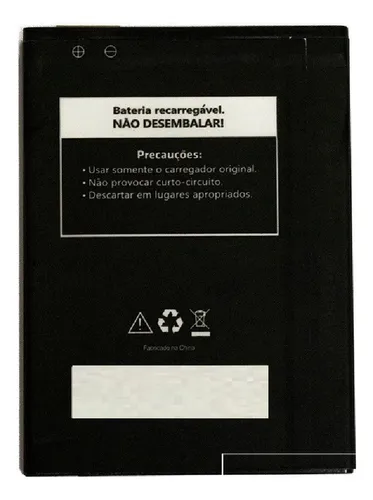 Bateria recarregável.
NÃO DESEMBALAR!
Precauções:
• Usar somente o carregador original.
• Não provocar curto-circuito.
• Descartar em lugares apropriados.
Fabricado na China